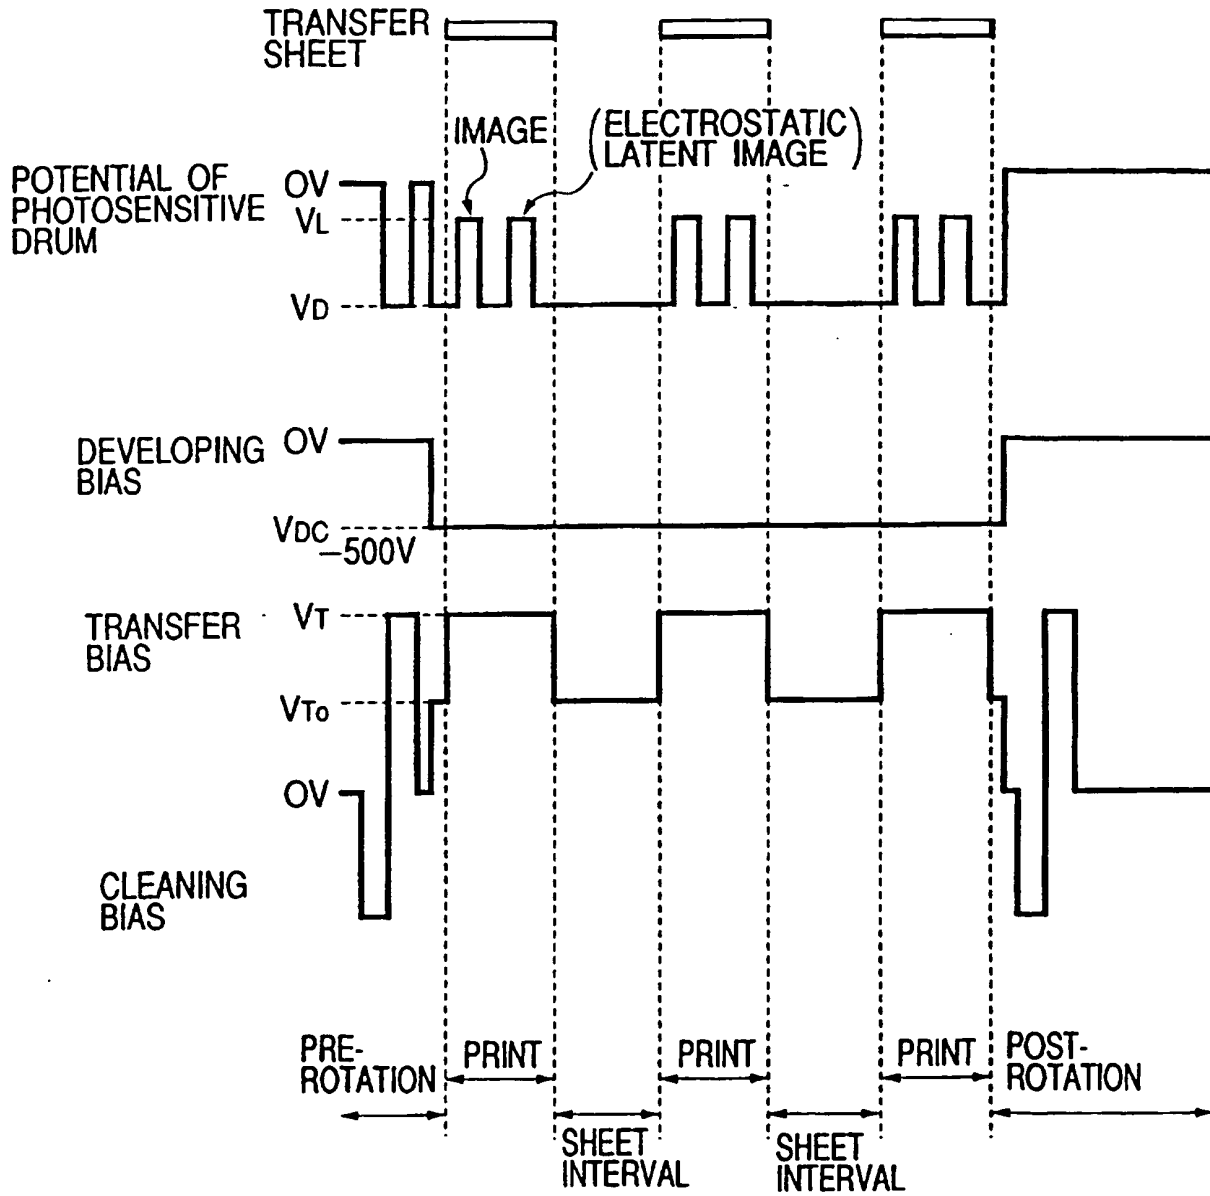 TRANSFER
SHEET
IMAGE
(ELECTROSTATIC
LATENT IMAGE)
POTENTIAL OF
PHOTOSENSITIVE
DRUM
OV
VL
VD
DEVELOPING
BIAS
OV
VDC
−500V
TRANSFER
BIAS
VT
VTo
OV
CLEANING
BIAS
PRE-
ROTATION
PRINT
PRINT
PRINT
POST-
ROTATION
SHEET
INTERVAL
SHEET
INTERVAL